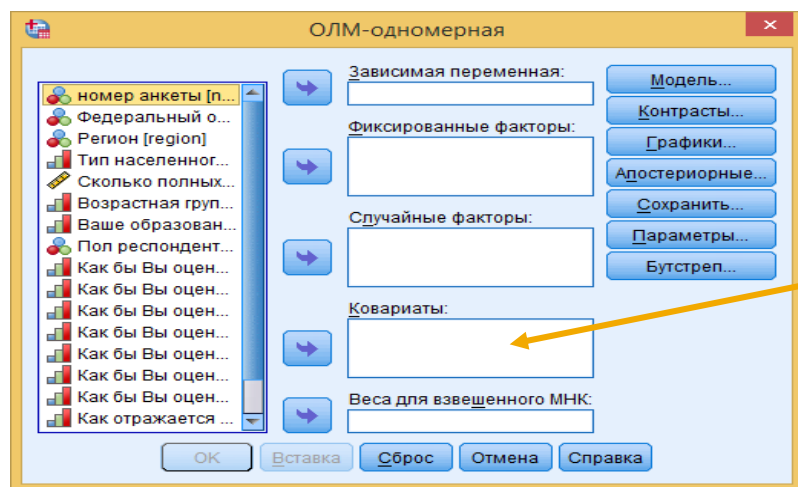 ОЛМ-одномерная
номер анкеты [n...
Федеральный о...
Регион [region]
Тип населенног...
Сколько полных...
Возрастная груп...
Ваше образован...
Пол респондент...
Как бы Вы оцен...
Как бы Вы оцен...
Как бы Вы оцен...
Как бы Вы оцен...
Как бы Вы оцен...
Как бы Вы оцен...
Как бы Вы оцен...
Как отражается ...
Зависимая переменная:
Фиксированные факторы:
Случайные факторы:
Ковариаты:
Веса для взвешенного МНК:
Модель...
Контрасты...
Графики...
Апостериорные...
Сохранить...
Параметры...
Бутстреп...
OK
Вставка
Сброс
Отмена
Справка